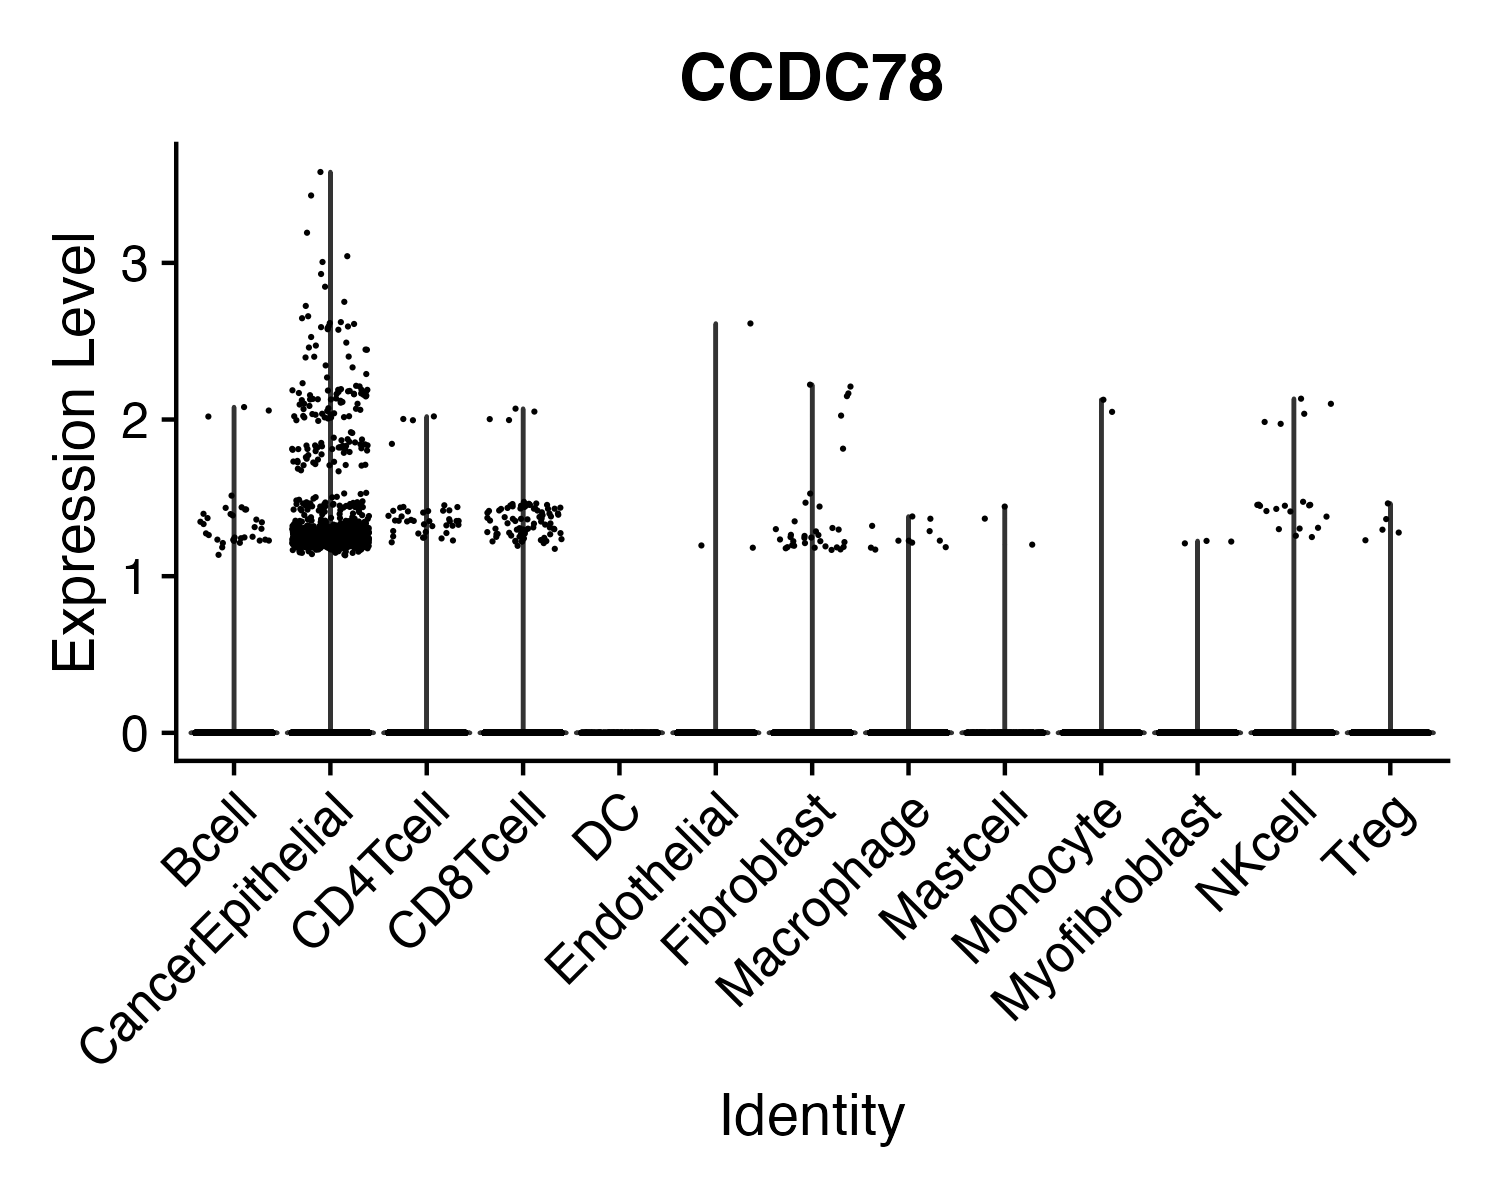 CCDC78
Expression Level
3
2
1
0
Bcell
CancerEpithelial
CD4Tcell
CD8Tcell
DC
Endothelial
Fibroblast
Macrophage
Mastcell
Monocyte
Myofibroblast
NKcell
Treg
Identity